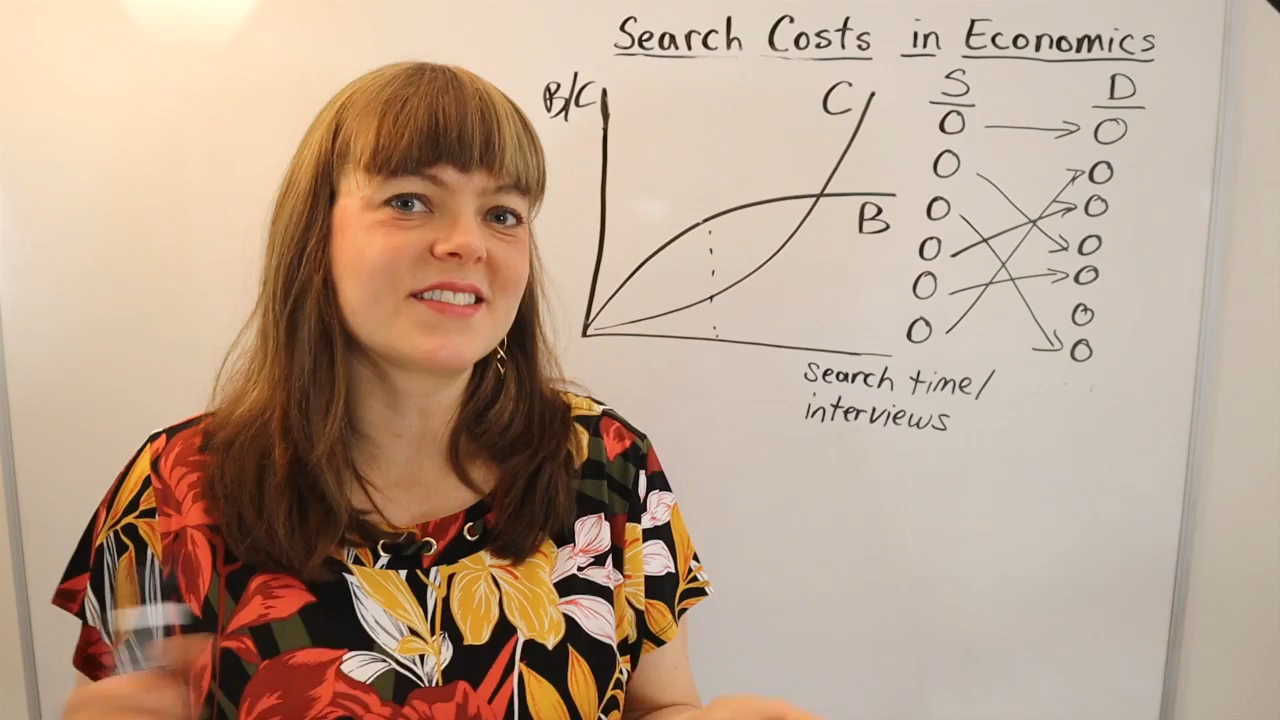 Search Costs in Economics
B/C
C
B
search time/
interviews
S
D